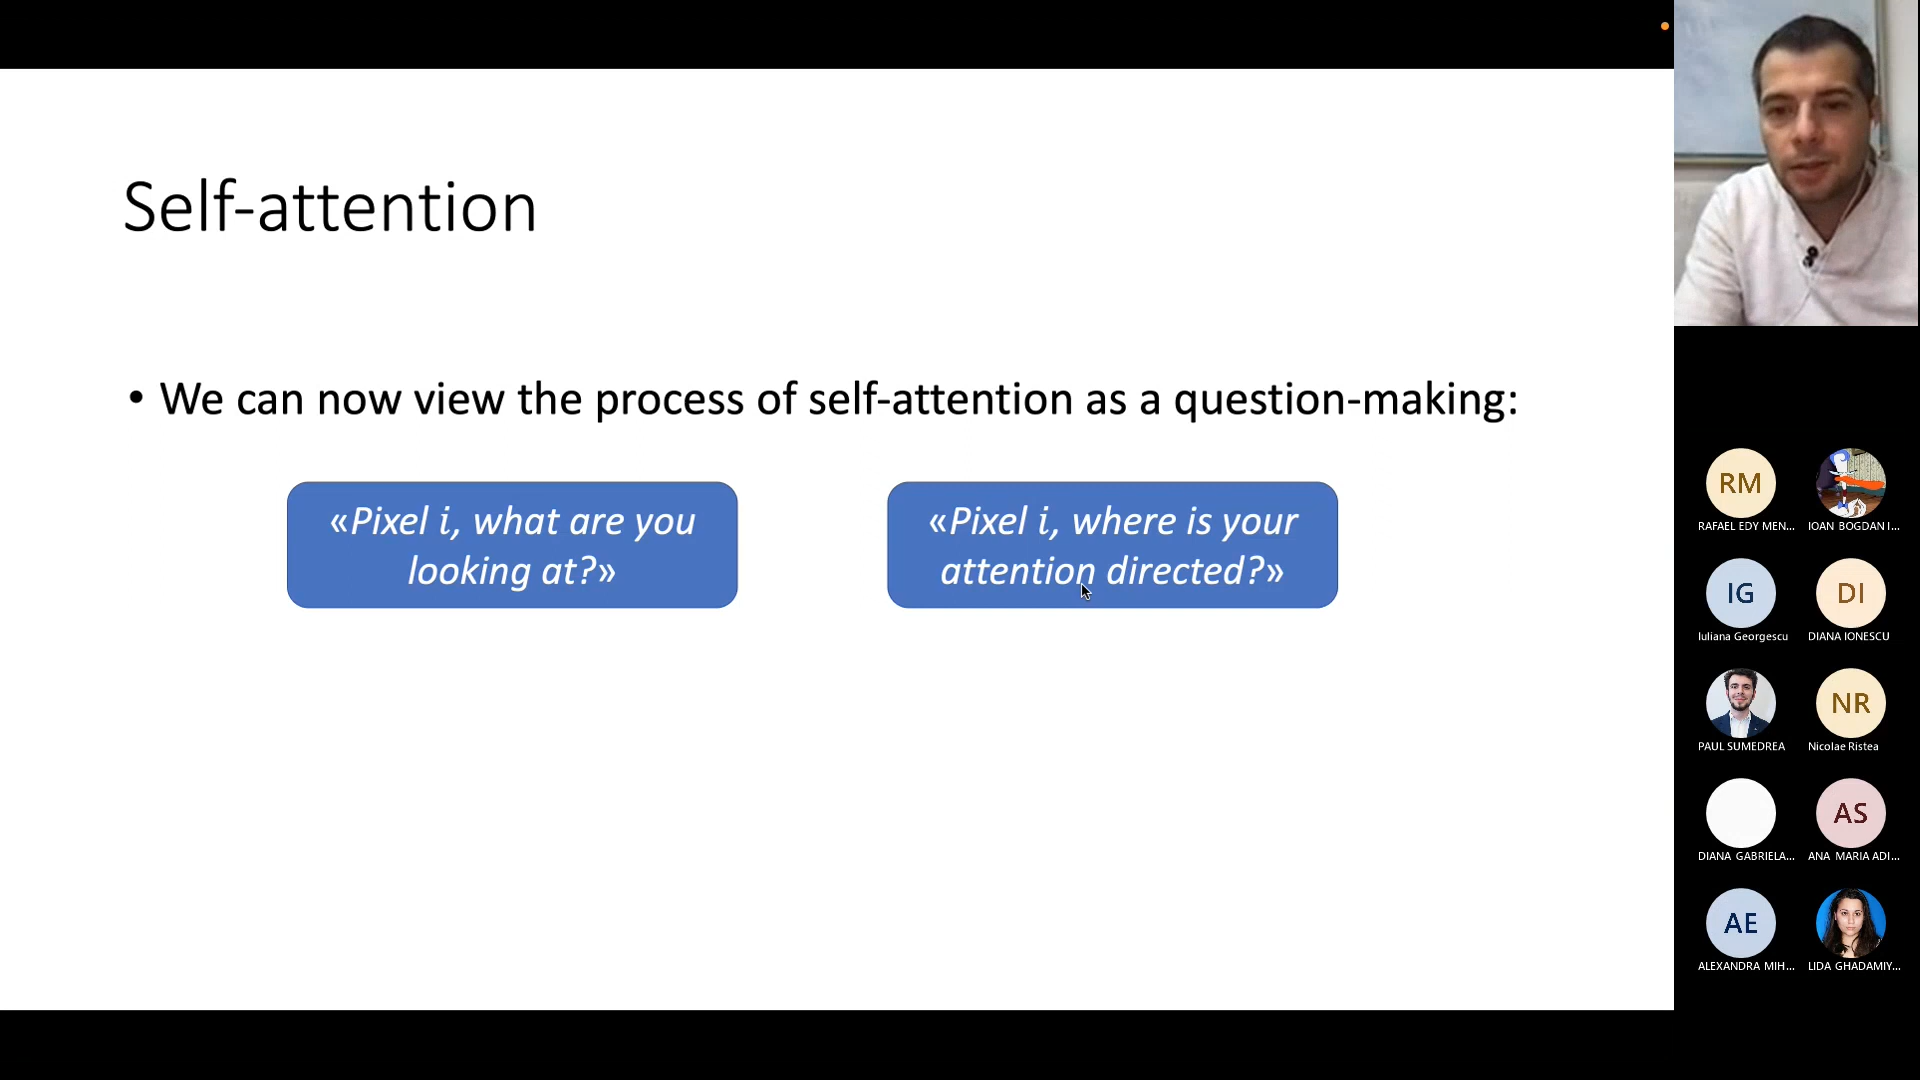 Self-attention
• We can now view the process of self-attention as a question-making:
«Pixel i, what are you
looking at?»
«Pixel i, where is your
attention directed?»
RM
RAFAEL EDY MEN...
IOAN BOGDAN I...
IG
Iuliana Georgescu
DI
DIANA IONESCU
PAUL SUMEDREA
NR
Nicolae Ristea
DIANA GABRIELA...
AS
ANA MARIA ADI...
AE
ALEXANDRA MIH...
LIDA GHADAMIY...